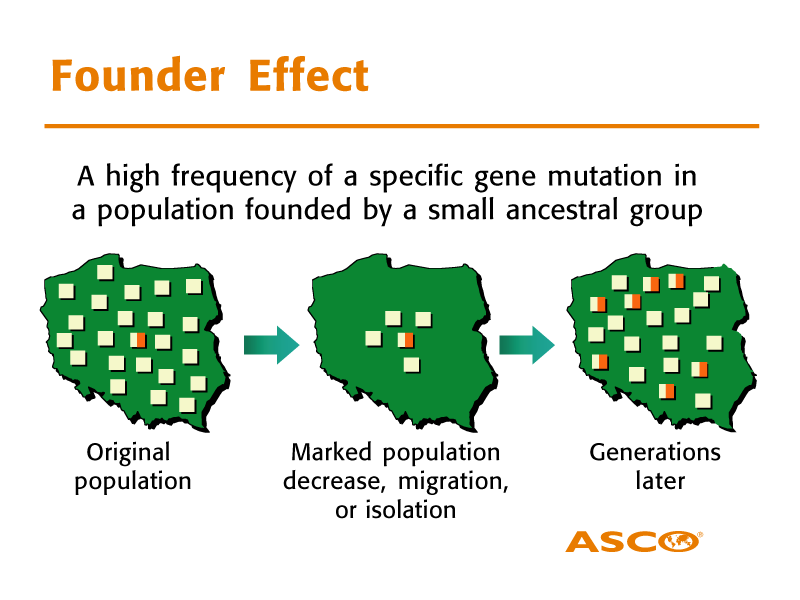 Founder Effect
A high frequency of a specific gene mutation in
a population founded by a small ancestral group
Original
population
Marked population
decrease, migration,
or isolation
Generations
later
ASCO®